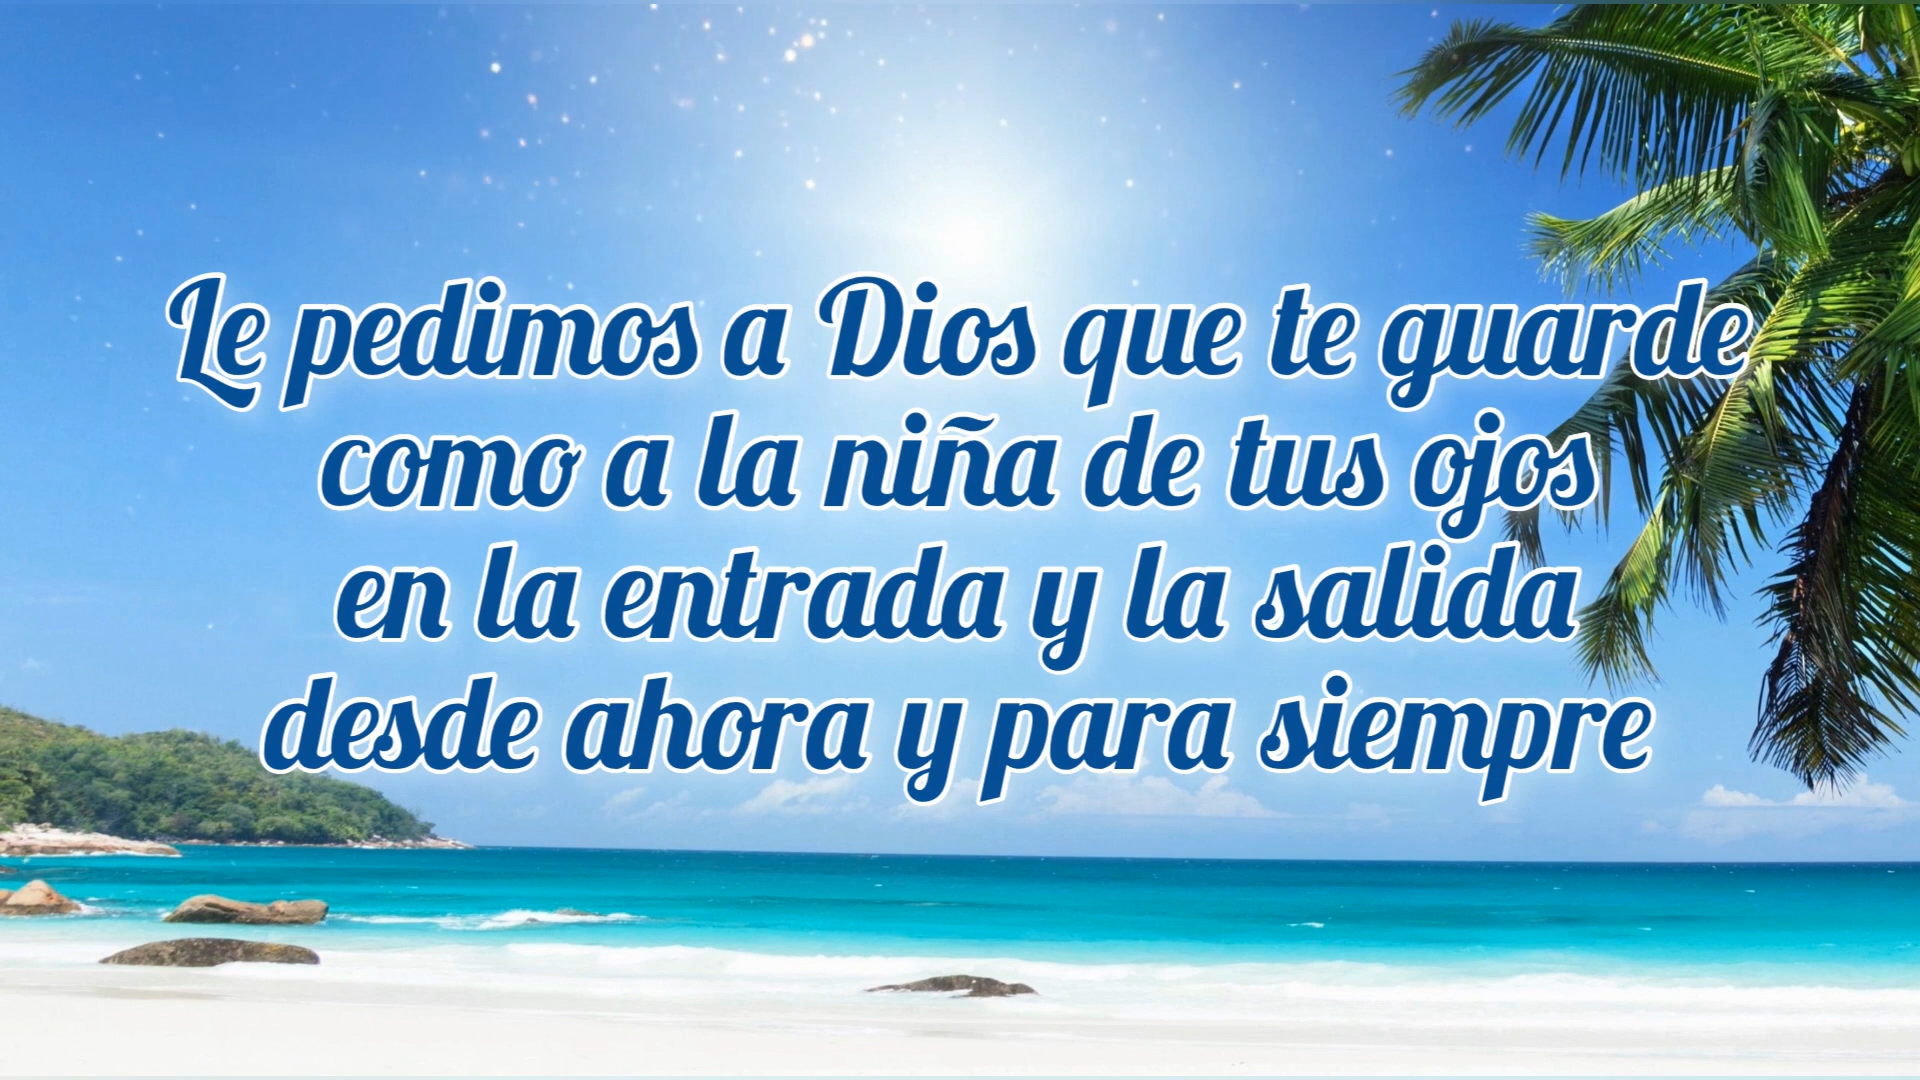 Le pedimos a Dios que te guarde
como a la niña de tus ojos
en la entrada y la salida
desde ahora y para siempre